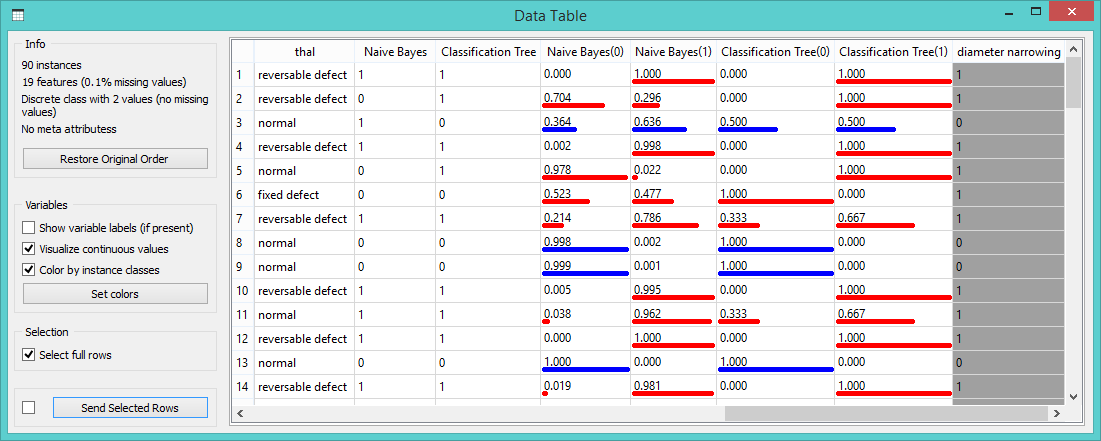 Data Table
Info
90 instances
19 features (0.1% missing values)
Discrete class with 2 values (no missing
values)
No meta attributess
Restore Original Order
Variables
Show variable labels (if present)
Visualize continuous values
Color by instance classes
Set colors
Selection
Select full rows
Send Selected Rows
thal Naive Bayes Classification Tree Naive Bayes(0) Naive Bayes(1) Classification Tree(0) Classification Tree(1) diameter narrowing
1 reversable defect 1 1 0.000 1.000 0.000 1.000 1
2 reversable defect 0 1 0.704 0.296 0.000 1.000 1
3 normal 1 0 0.364 0.636 0.500 0.500 0
4 reversable defect 1 1 0.002 0.998 0.000 1.000 1
5 normal 0 1 0.978 0.022 0.000 1.000 1
6 fixed defect 0 0 0.523 0.477 1.000 0.000 1
7 reversable defect 1 1 0.214 0.786 0.333 0.667 1
8 normal 0 0 0.998 0.002 1.000 0.000 0
9 normal 0 0 0.999 0.001 1.000 0.000 0
10 reversable defect 1 1 0.005 0.995 0.000 1.000 1
11 normal 1 1 0.038 0.962 0.333 0.667 1
12 reversable defect 1 1 0.000 1.000 0.000 1.000 1
13 normal 0 0 1.000 0.000 1.000 0.000 0
14 reversable defect 1 1 0.019 0.981 0.000 1.000 1